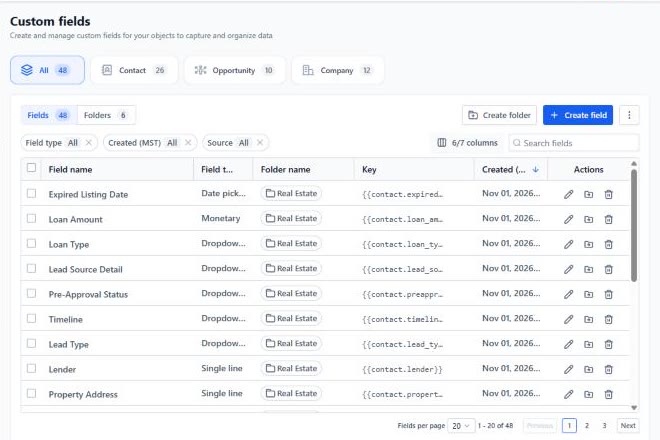 Custom fields
Create and manage custom fields for your objects to capture and organize data
All 48 Contact 26 Opportunity 10 Company 12
Fields 48 Folders 6 Create folder + Create field
Field type All Created (MST) All Source All 6/7 columns Search fields
Field name Field t... Folder name Key Created (... Actions
Expired Listing Date Date pick... Real Estate {{contact.expired… Nov 01, 2026...
Loan Amount Monetary Real Estate {{contact.loan_am… Nov 01, 2026...
Loan Type Dropdow... Real Estate {{contact.loan_ty… Nov 01, 2026...
Lead Source Detail Dropdow... Real Estate {{contact.lead_so… Nov 01, 2026...
Pre-Approval Status Dropdow... Real Estate {{contact.preappr… Nov 01, 2026...
Timeline Dropdow... Real Estate {{contact.timelin… Nov 01, 2026...
Lead Type Dropdow... Real Estate {{contact.lead_ty… Nov 01, 2026...
Lender Single line Real Estate {{contact.lender}} Nov 01, 2026...
Property Address Single line Real Estate {{contact.propert… Nov 01, 2026...
Fields per page 20 1 - 20 of 48 Previous 1 2 3 Next